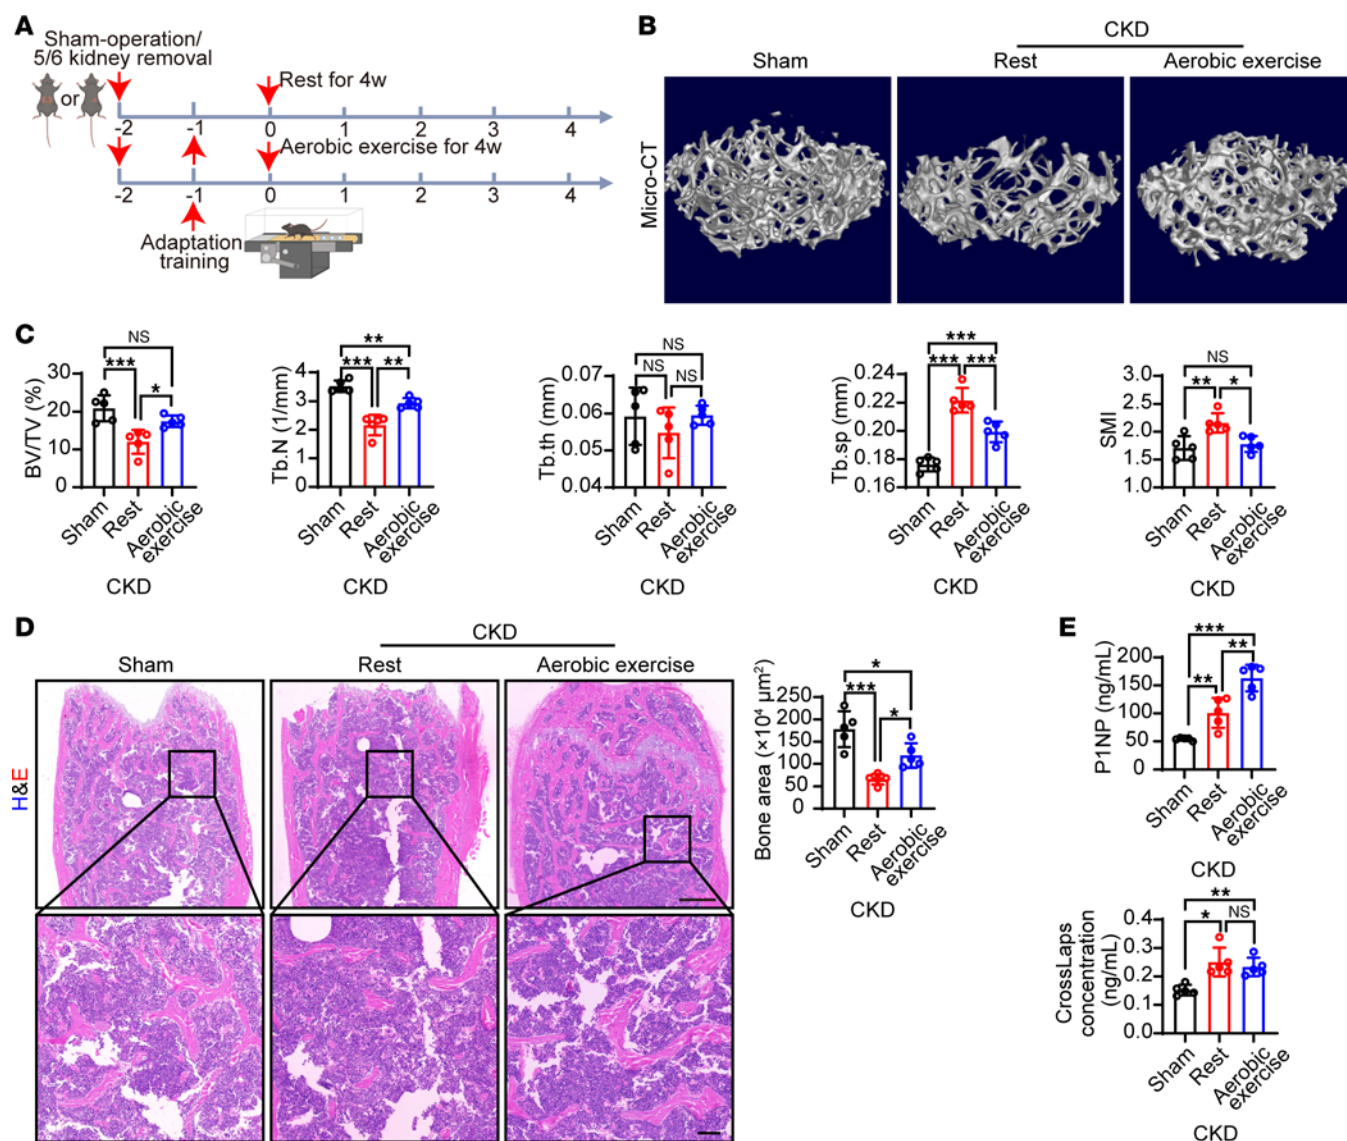 A
Sham-operation/
5/6 kidney removal
or
Rest for 4w
-2 -1 0 1 2 3 4
Aerobic exercise for 4w
-2 -1 0 1 2 3 4
Adaptation
training
B
CKD
Sham Rest Aerobic exercise
Micro-CT
C
BV/TV (%)
30
20
10
0
NS
***
*
Sham
Rest
Aerobic
exercise
CKD
Tb.N (1/mm)
4
3
2
1
0
**
*** **
Sham
Rest
Aerobic
exercise
CKD
Tb.th (mm)
0.07
0.06
0.05
0.04
NS
NS NS
Sham
Rest
Aerobic
exercise
CKD
Tb.sp (mm)
0.24
0.22
0.20
0.18
0.16
***
*** ***
Sham
Rest
Aerobic
exercise
CKD
SMI
3.0
2.5
2.0
1.5
1.0
NS
** *
Sham
Rest
Aerobic
exercise
CKD
D
CKD
Sham Rest Aerobic exercise
H&E
Bone area (×10⁴ µm²)
250
200
150
100
50
0
*
***
*
Sham
Rest
Aerobic
exercise
CKD
E
P1NP (ng/mL)
200
150
100
50
0
***
**
**
Sham
Rest
Aerobic
exercise
CKD
CrossLaps
concentration
(ng/mL)
0.4
0.3
0.2
0.1
0.0
**
* NS
Sham
Rest
Aerobic
exercise
CKD